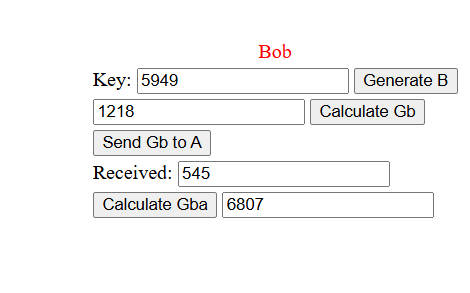 Bob
Key: 5949 Generate B
1218 Calculate Gb
Send Gb to A
Received: 545
Calculate Gba 6807